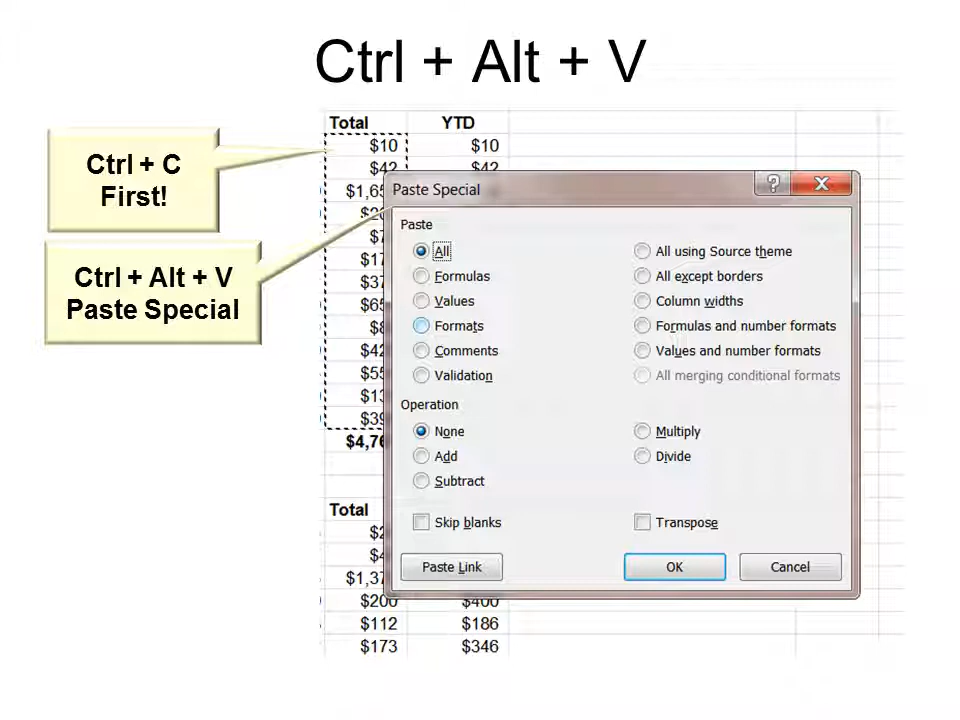 Ctrl + Alt + V
Ctrl + C
First!
Ctrl + Alt + V
Paste Special
Total YTD
$10 $10
$42 $42
Paste Special
Paste
All
Formulas
Values
Formats
Comments
Validation
All using Source theme
All except borders
Column widths
Formulas and number formats
Values and number formats
All merging conditional formats
Operation
None
Add
Subtract
Multiply
Divide
Skip blanks
Transpose
Paste Link
OK
Cancel
Total
$200 $400
$112 $186
$173 $346